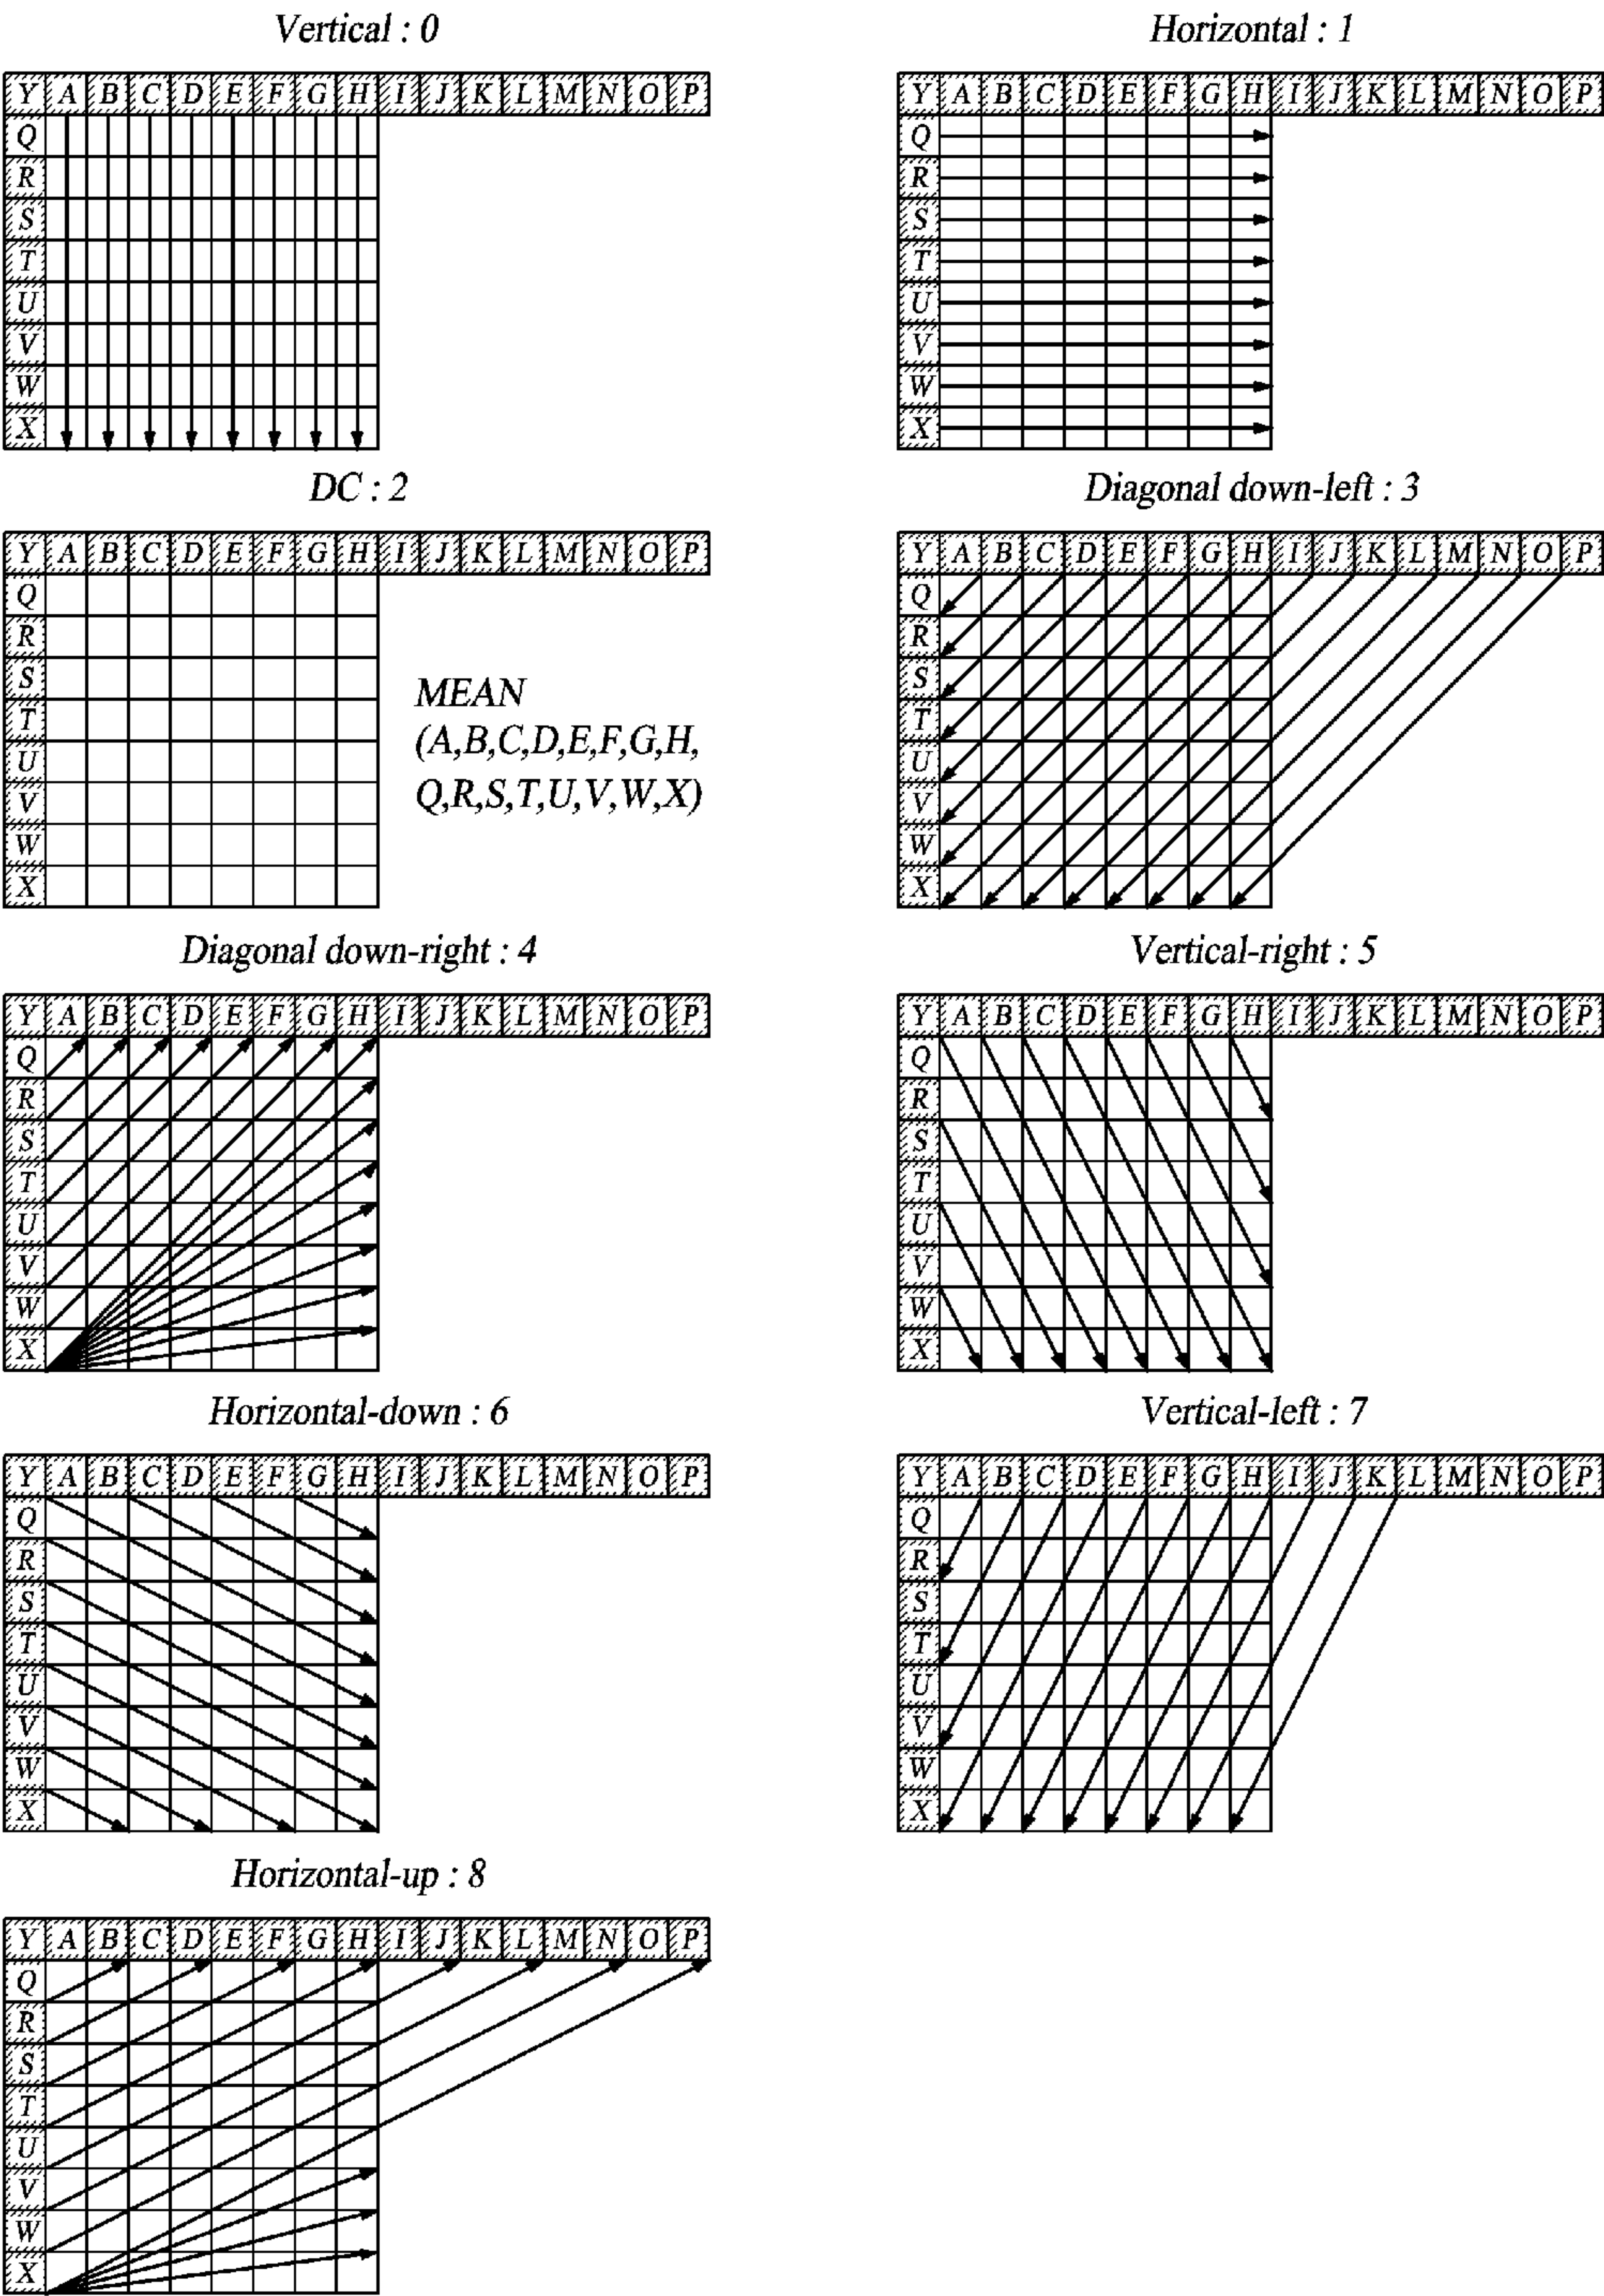 Vertical : 0
Horizontal : 1
Y A B C D E F G H I J K L M N O P
Q
R
S
T
U
V
W
X
Y A B C D E F G H I J K L M N O P
Q
R
S
T
U
V
W
X
DC : 2
Diagonal down-left : 3
Y A B C D E F G H I J K L M N O P
Q
R
S
T
U
V
W
X
MEAN
(A,B,C,D,E,F,G,H,
Q,R,S,T,U,V,W,X)
Y A B C D E F G H I J K L M N O P
Q
R
S
T
U
V
W
X
Diagonal down-right : 4
Vertical-right : 5
Y A B C D E F G H I J K L M N O P
Q
R
S
T
U
V
W
X
Y A B C D E F G H I J K L M N O P
Q
R
S
T
U
V
W
X
Horizontal-down : 6
Vertical-left : 7
Y A B C D E F G H I J K L M N O P
Q
R
S
T
U
V
W
X
Y A B C D E F G H I J K L M N O P
Q
R
S
T
U
V
W
X
Horizontal-up : 8
Y A B C D E F G H I J K L M N O P
Q
R
S
T
U
V
W
X